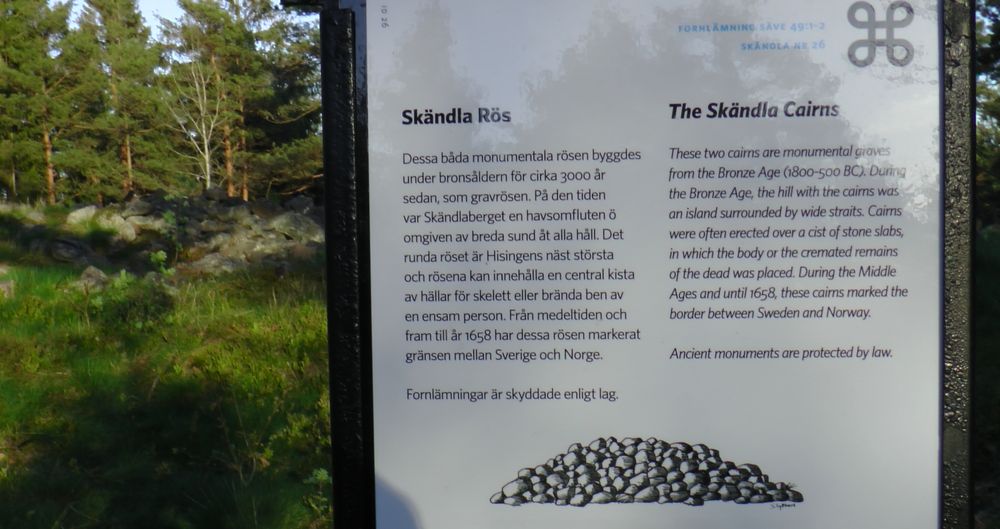 ID 26
FORNLÄMNING SÄVE 49:1-2
SKÄNDLA NR 26
Skändla Rös
Dessa båda monumentala rösen byggdes
under bronsåldern för cirka 3000 år
sedan, som gravrösen. På den tiden
var Skändlaberget en havsomfluten ö
omgiven av breda sund åt alla håll. Det
runda röset är Hisingens näst största
och rösena kan innehålla en central kista
av hällar för skelett eller brända ben av
en ensam person. Från medeltiden och
fram till år 1658 har dessa rösen markerat
gränsen mellan Sverige och Norge.
Fornlämningar är skyddade enligt lag.
The Skändla Cairns
These two cairns are monumental graves
from the Bronze Age (1800-500 BC). During
the Bronze Age, the hill with the cairns was
an island surrounded by wide straits. Cairns
were often erected over a cist of stone slabs,
in which the body or the cremated remains
of the dead was placed. During the Middle
Ages and until 1658, these cairns marked the
border between Sweden and Norway.
Ancient monuments are protected by law.